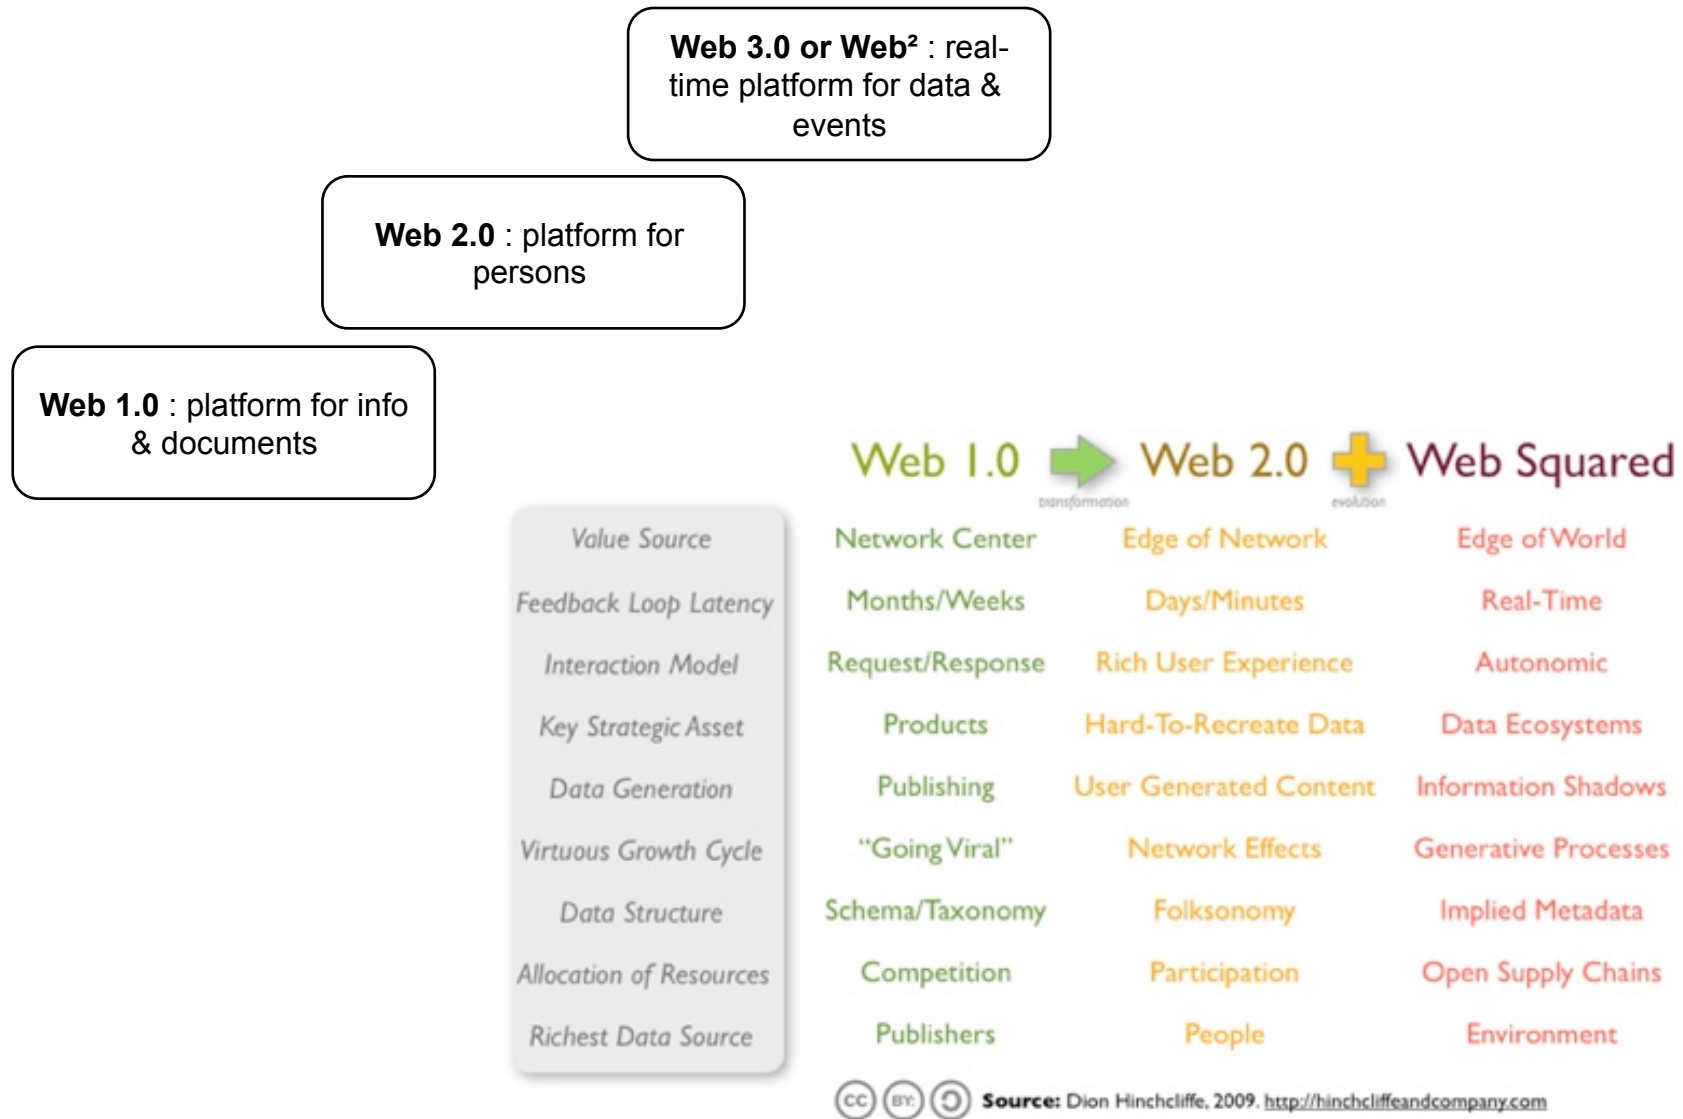 Web 3.0 or Web² : real-
time platform for data &
events
Web 2.0 : platform for
persons
Web 1.0 : platform for info
& documents
Web 1.0 Web 2.0 Web Squared
transformation evolution
Value Source Network Center Edge of Network Edge of World
Feedback Loop Latency Months/Weeks Days/Minutes Real-Time
Interaction Model Request/Response Rich User Experience Autonomic
Key Strategic Asset Products Hard-To-Recreate Data Data Ecosystems
Data Generation Publishing User Generated Content Information Shadows
Virtuous Growth Cycle “Going Viral” Network Effects Generative Processes
Data Structure Schema/Taxonomy Folksonomy Implied Metadata
Allocation of Resources Competition Participation Open Supply Chains
Richest Data Source Publishers People Environment
CC BY: Source: Dion Hinchcliffe, 2009. http://hinchcliffeandcompany.com